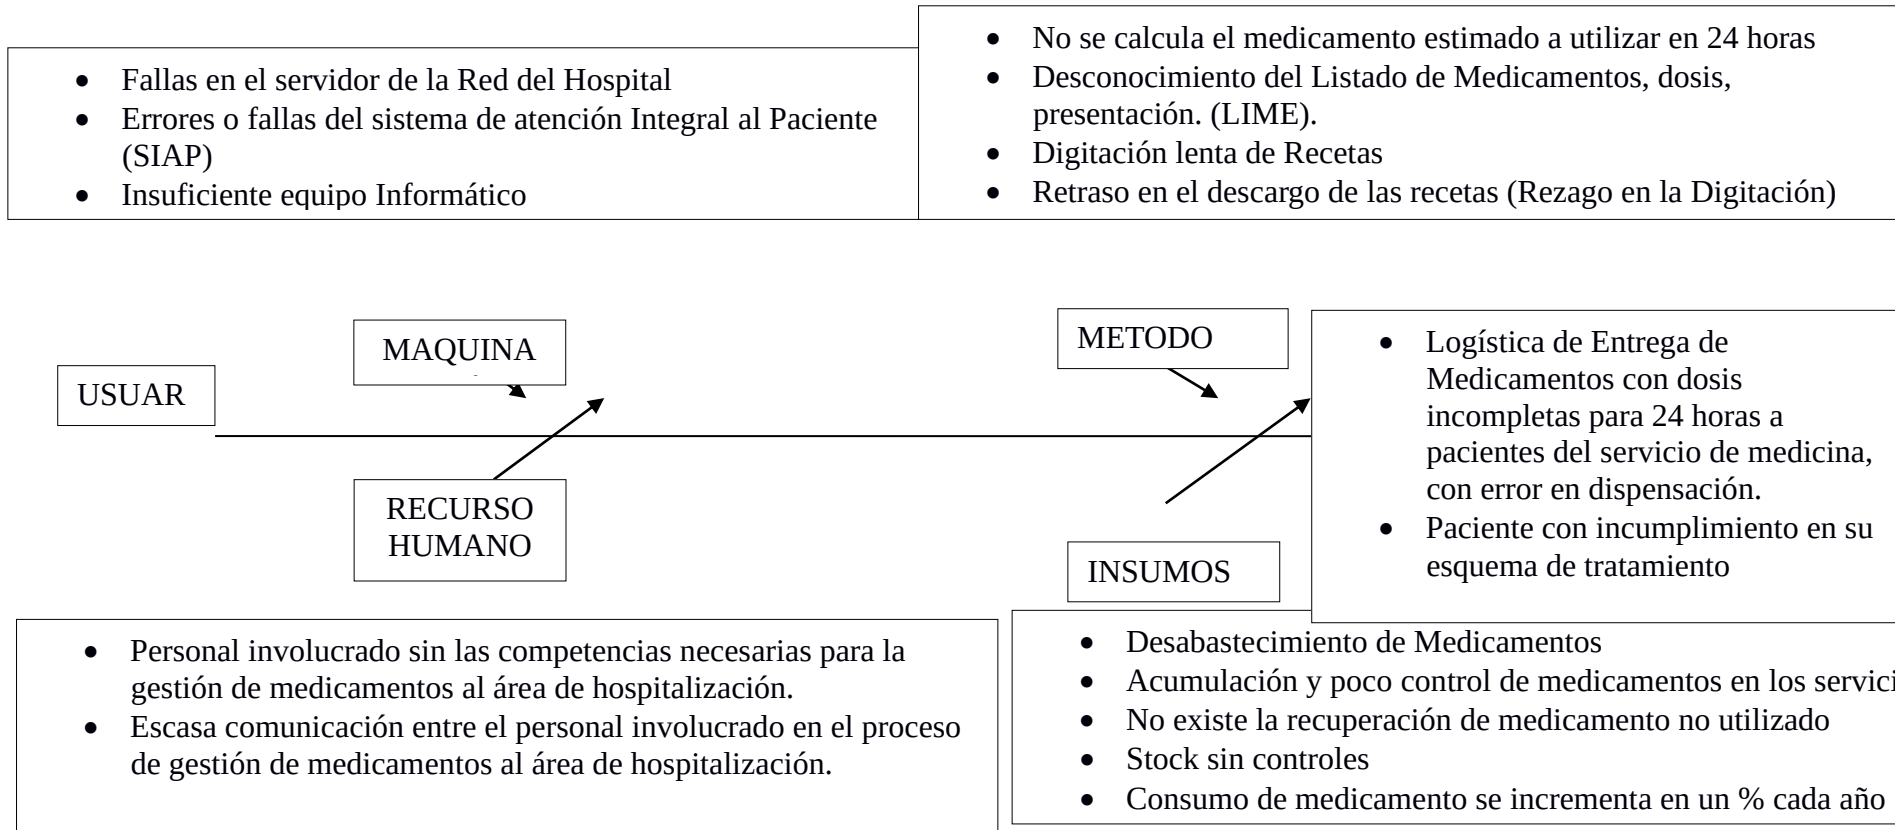 • Fallas en el servidor de la Red del Hospital
• Errores o fallas del sistema de atención Integral al Paciente
(SIAP)
• Insuficiente equipo Informático
• No se calcula el medicamento estimado a utilizar en 24 horas
• Desconocimiento del Listado de Medicamentos, dosis,
presentación. (LIME).
• Digitación lenta de Recetas
• Retraso en el descargo de las recetas (Rezago en la Digitación)
USUAR
MAQUINA
METODO
• Logística de Entrega de
Medicamentos con dosis
incompletas para 24 horas a
pacientes del servicio de medicina,
con error en dispensación.
• Paciente con incumplimiento en su
esquema de tratamiento
RECURSO
HUMANO
INSUMOS
• Personal involucrado sin las competencias necesarias para la
gestión de medicamentos al área de hospitalización.
• Escasa comunicación entre el personal involucrado en el proceso
de gestión de medicamentos al área de hospitalización.
• Desabastecimiento de Medicamentos
• Acumulación y poco control de medicamentos en los servici
• No existe la recuperación de medicamento no utilizado
• Stock sin controles
• Consumo de medicamento se incrementa en un % cada año